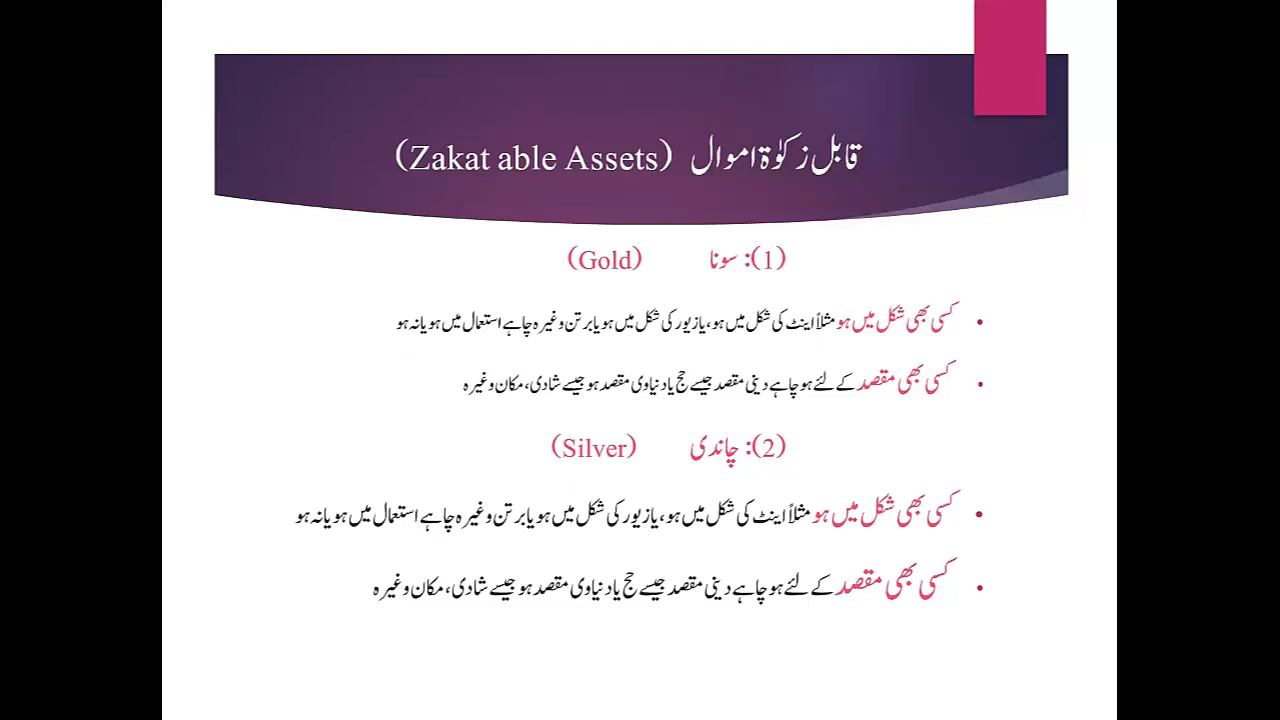 قابل زکوٰۃ اموال (Zakat able Assets)
(1): سونا (Gold)
• کسی بھی شکل میں ہو مثلاً اینٹ کی شکل میں ہو، یا زیور کی شکل میں ہو یا برتن وغیرہ چاہے استعمال میں ہو یا نہ ہو
• کسی بھی مقصد کے لئے ہو چاہے دینی مقصد جیسے حج یا دنیاوی مقصد ہو جیسے شادی، مکان وغیرہ
(2): چاندی (Silver)
• کسی بھی شکل میں ہو مثلاً اینٹ کی شکل میں ہو، یا زیور کی شکل میں ہو یا برتن وغیرہ چاہے استعمال میں ہو یا نہ ہو
• کسی بھی مقصد کے لئے ہو چاہے دینی مقصد جیسے حج یا دنیاوی مقصد ہو جیسے شادی، مکان وغیرہ